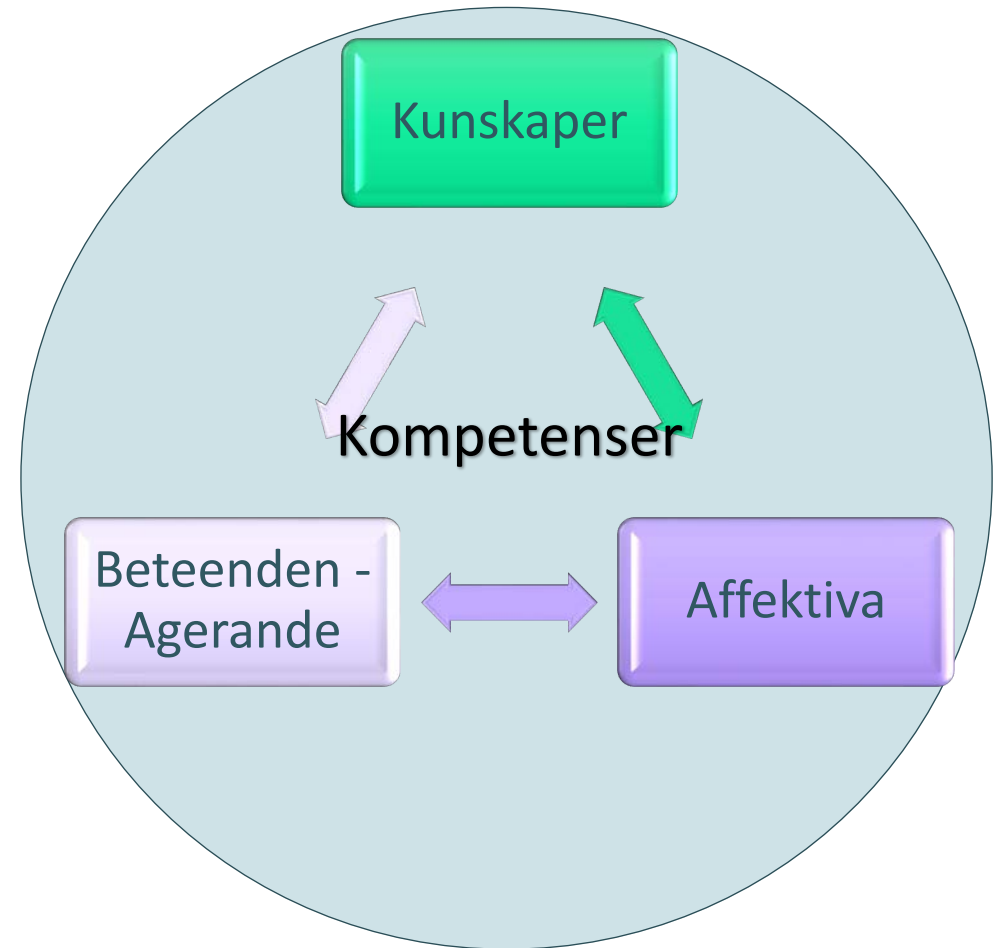 Kunskaper
Kompetenser
Beteenden -
Agerande
Affektiva